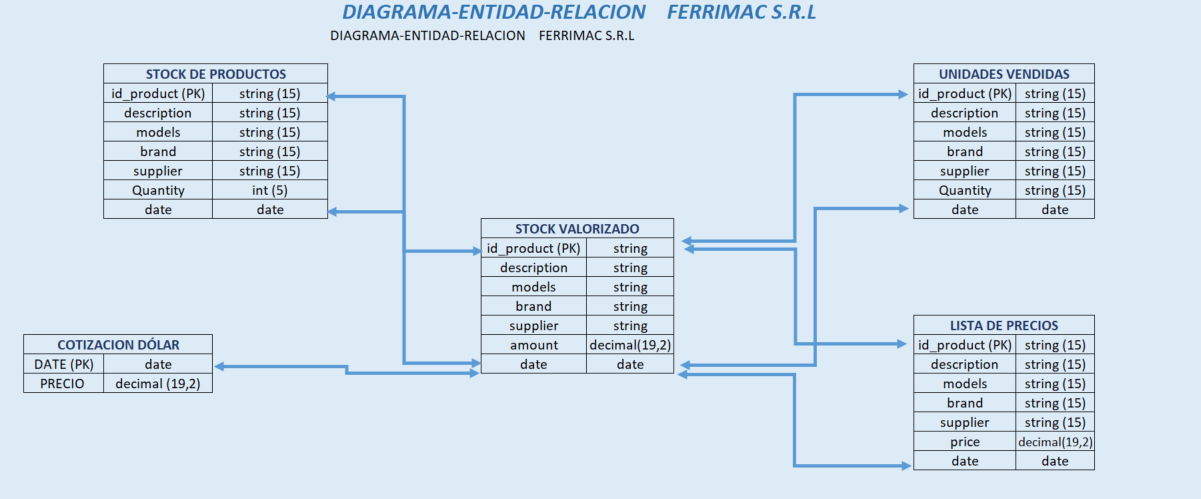 DIAGRAMA-ENTIDAD-RELACION FERRIMAC S.R.L
DIAGRAMA-ENTIDAD-RELACION FERRIMAC S.R.L
STOCK DE PRODUCTOS
id_product (PK) string (15)
description string (15)
models string (15)
brand string (15)
supplier string (15)
Quantity int (5)
date date
UNIDADES VENDIDAS
id_product (PK) string (15)
description string (15)
models string (15)
brand string (15)
supplier string (15)
Quantity string (15)
date date
STOCK VALORIZADO
id_product (PK) string
description string
models string
brand string
supplier string
amount decimal(19,2)
date date
COTIZACION DÓLAR
DATE (PK) date
PRECIO decimal (19,2)
LISTA DE PRECIOS
id_product (PK) string (15)
description string (15)
models string (15)
brand string (15)
supplier string (15)
price decimal(19,2)
date date